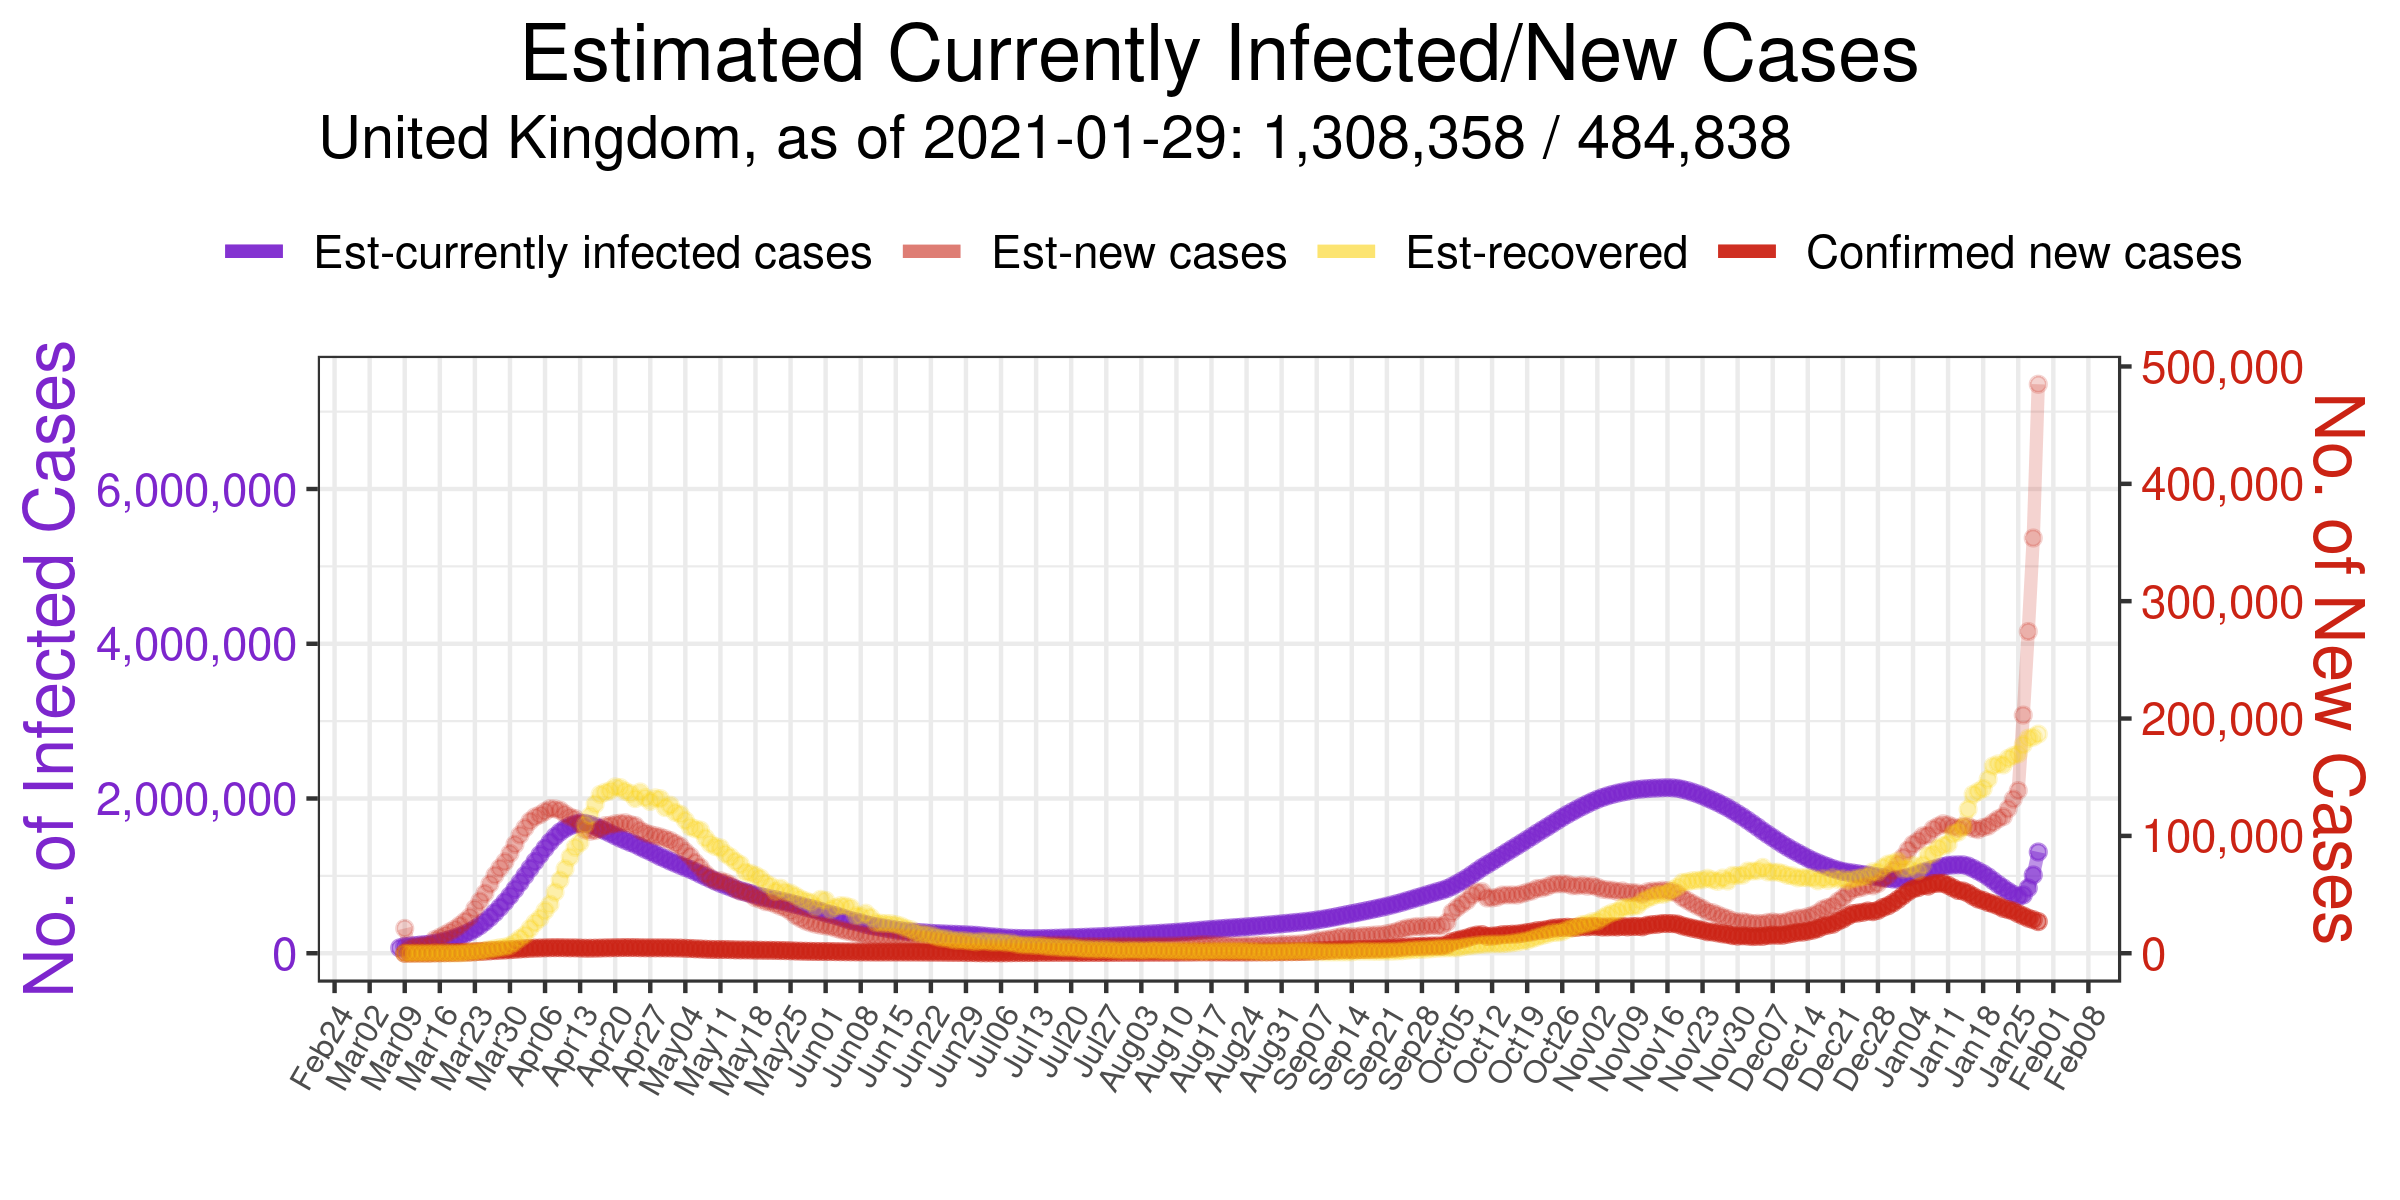 Estimated Currently Infected/New Cases
United Kingdom, as of 2021-01-29: 1,308,358 / 484,838
Est-currently infected cases Est-new cases Est-recovered Confirmed new cases
No. of Infected Cases
6,000,000
4,000,000
2,000,000
0
500,000
400,000
300,000
200,000
100,000
0
No. of New Cases
Feb24 Mar02 Mar09 Mar16 Mar23 Mar30 Apr06 Apr13 Apr20 Apr27 May04 May11 May18 May25 Jun01 Jun08 Jun15 Jun22 Jun29 Jul06 Jul13 Jul20 Jul27 Aug03 Aug10 Aug17 Aug24 Aug31 Sep07 Sep14 Sep21 Sep28 Oct05 Oct12 Oct19 Oct26 Nov02 Nov09 Nov16 Nov23 Nov30 Dec07 Dec14 Dec21 Dec28 Jan04 Jan11 Jan18 Jan25 Feb01 Feb08